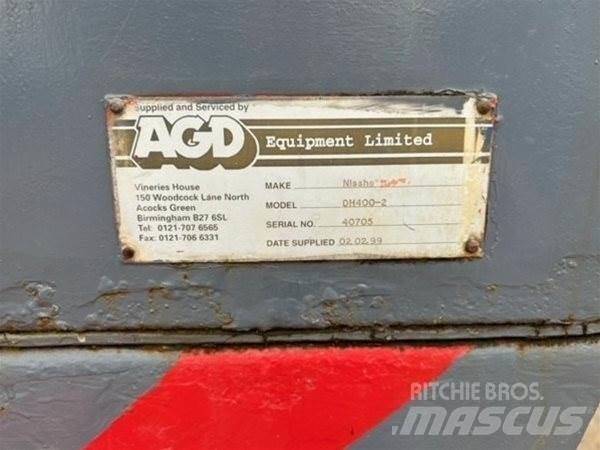 Supplied and Serviced by
AGD Equipment Limited
Vineries House
150 Woodcock Lane North
Acocks Green
Birmingham B27 6SL
Tel: 0121-707 6565
Fax: 0121-706 6331
MAKE Nissha
MODEL DH400-2
SERIAL NO. 40705
DATE SUPPLIED 02.02.99
RITCHIE BROS.
MASCUS